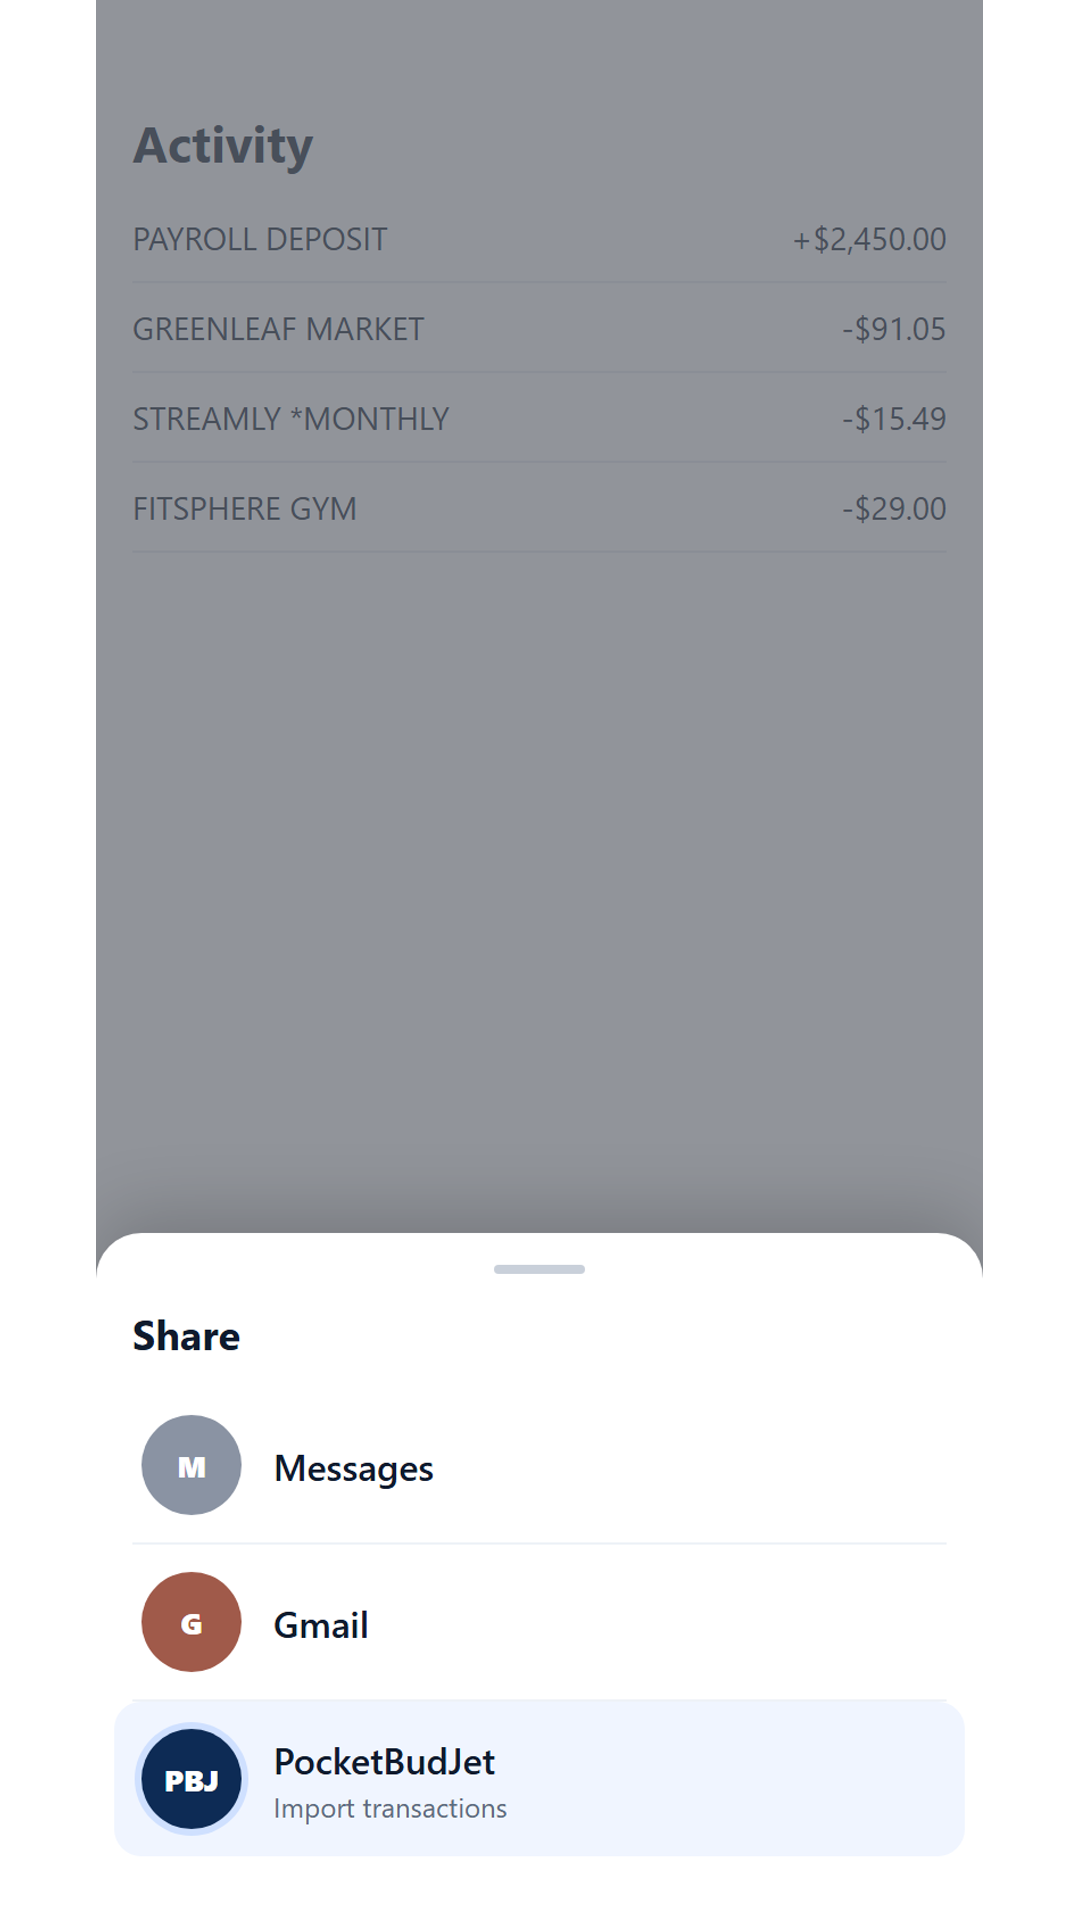 Activity
PAYROLL DEPOSIT +$2,450.00
GREENLEAF MARKET -$91.05
STREAMLY *MONTHLY -$15.49
FITSPHERE GYM -$29.00
Share
M Messages
G Gmail
PBJ PocketBudJet
Import transactions